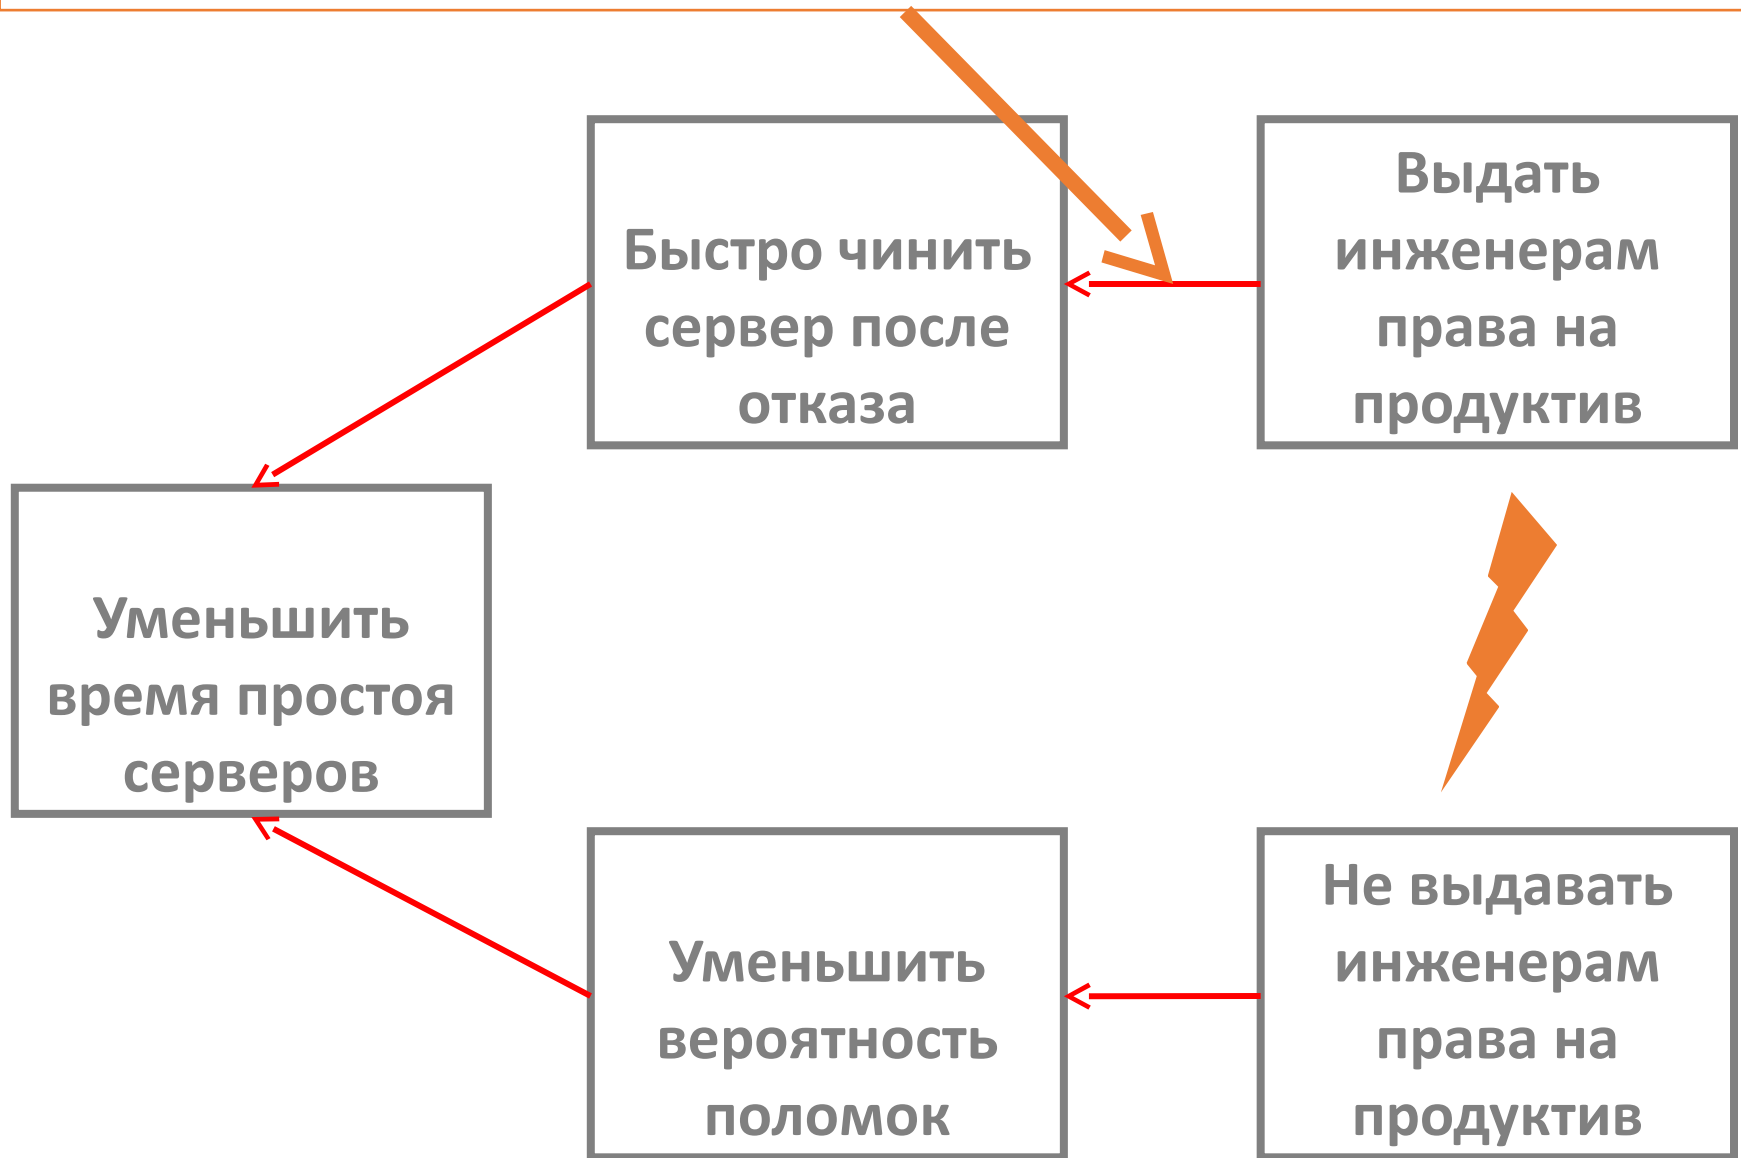 Быстро чинить
сервер после
отказа
Выдать
инженерам
права на
продуктив
Уменьшить
время простоя
серверов
Уменьшить
вероятность
поломок
Не выдавать
инженерам
права на
продуктив